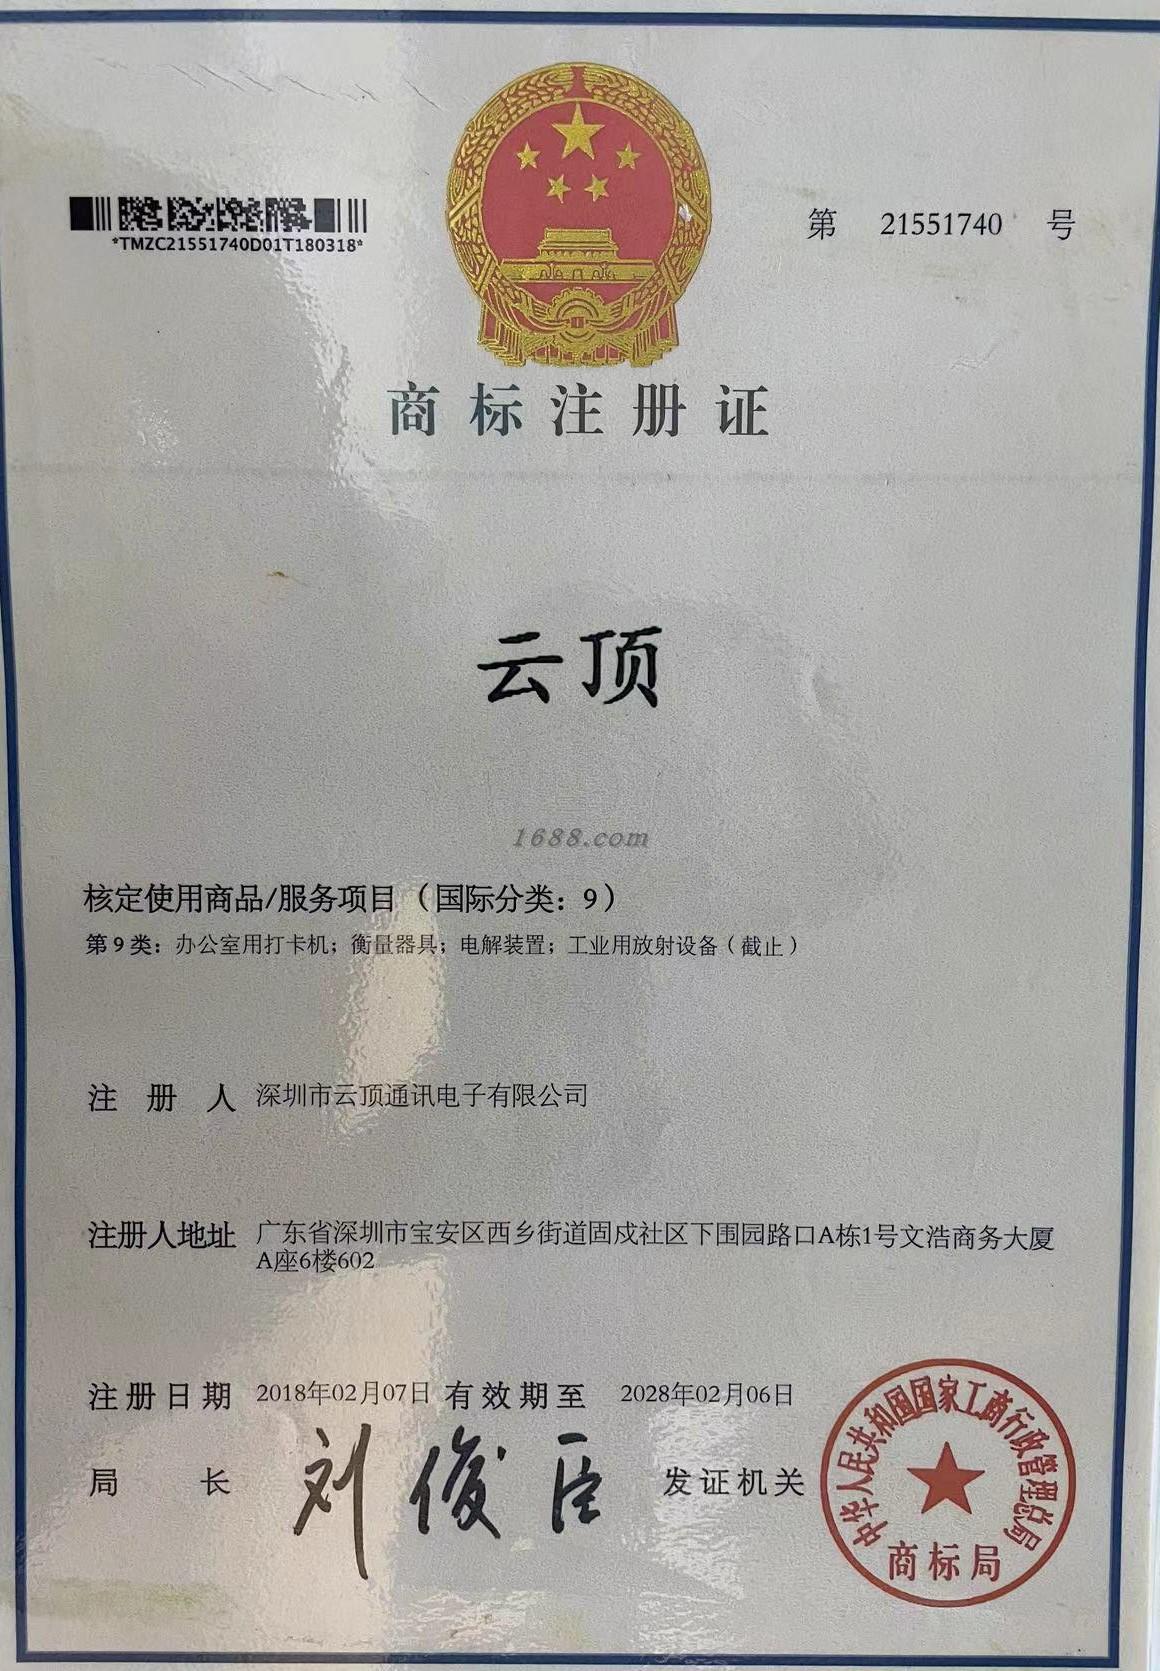 *TMZC21551740D01T180318*
第 21551740 号
商标注册证
云顶
1688.com
核定使用商品/服务项目（国际分类：9）
第9类：办公室用打卡机；衡量器具；电解装置；工业用放射设备（截止）
注册人 深圳市云顶通讯电子有限公司
注册人地址 广东省深圳市宝安区西乡街道固戍社区下围园路口A栋1号文浩商务大厦
A座6楼602
注册日期 2018年02月07日 有效期至 2028年02月06日
局长 刘俊臣 发证机关
中华人民共和国国家工商行政管理总局
商标局